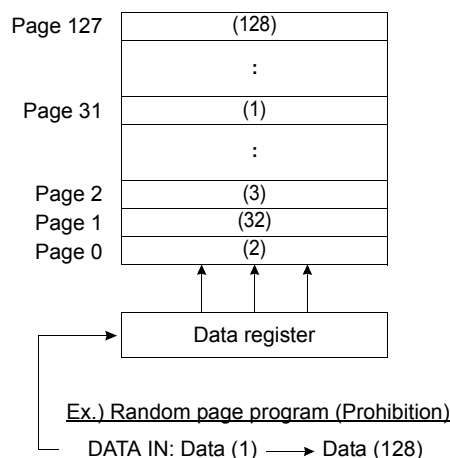 Page 127 (128)
:
Page 31 (1)
:
Page 2 (3)
Page 1 (32)
Page 0 (2)
Data register
Ex.) Random page program (Prohibition)
DATA IN: Data (1) Data (128)